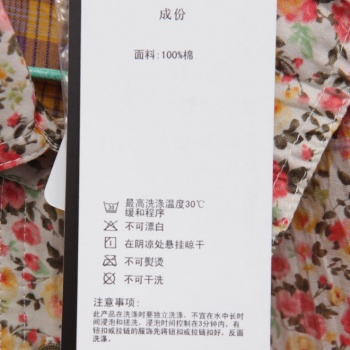 成份
面料:100%棉
最高洗涤温度30℃
缓和程序
不可漂白
在阴凉处悬挂晾干
不可熨烫
不可干洗
注意事项:
此产品在洗涤时要独立洗涤, 不宜在水中长时
间浸泡和搓洗, 浸泡时间控制在3分钟内, 有
钮扣或拉链的服饰先将钮扣或拉链扣好, 反面
洗涤。